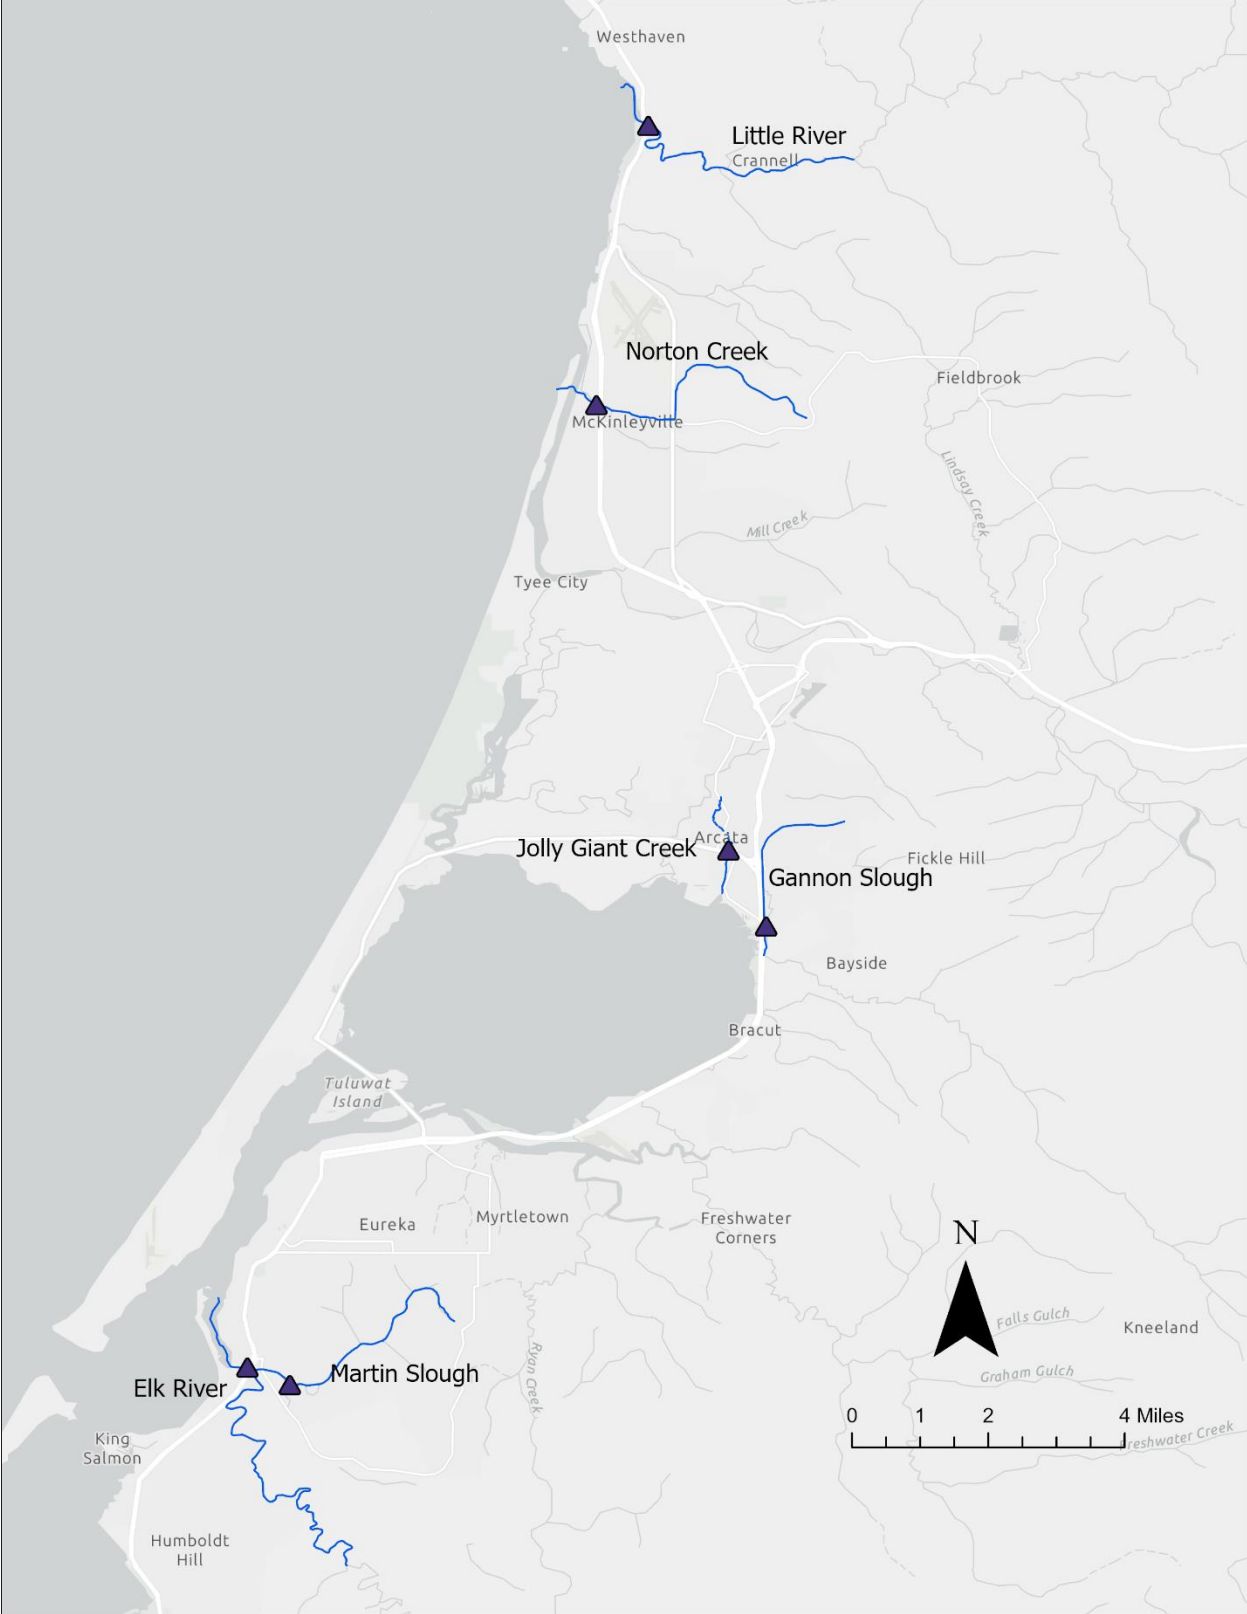 Westhaven
Little River
Crannell
Norton Creek
Fieldbrook
McKinleyville
Lindsay Creek
Mill Creek
Tyee City
Arcata
Jolly Giant Creek
Fickle Hill
Gannon Slough
Bayside
Bracut
Tuluwat
Island
Eureka
Myrtletown
Freshwater
Corners
N
Falls Gulch
Kneeland
Ryan Creek
Martin Slough
Graham Gulch
Elk River
0 1 2 4 Miles
King
Salmon
Freshwater Creek
Humboldt
Hill